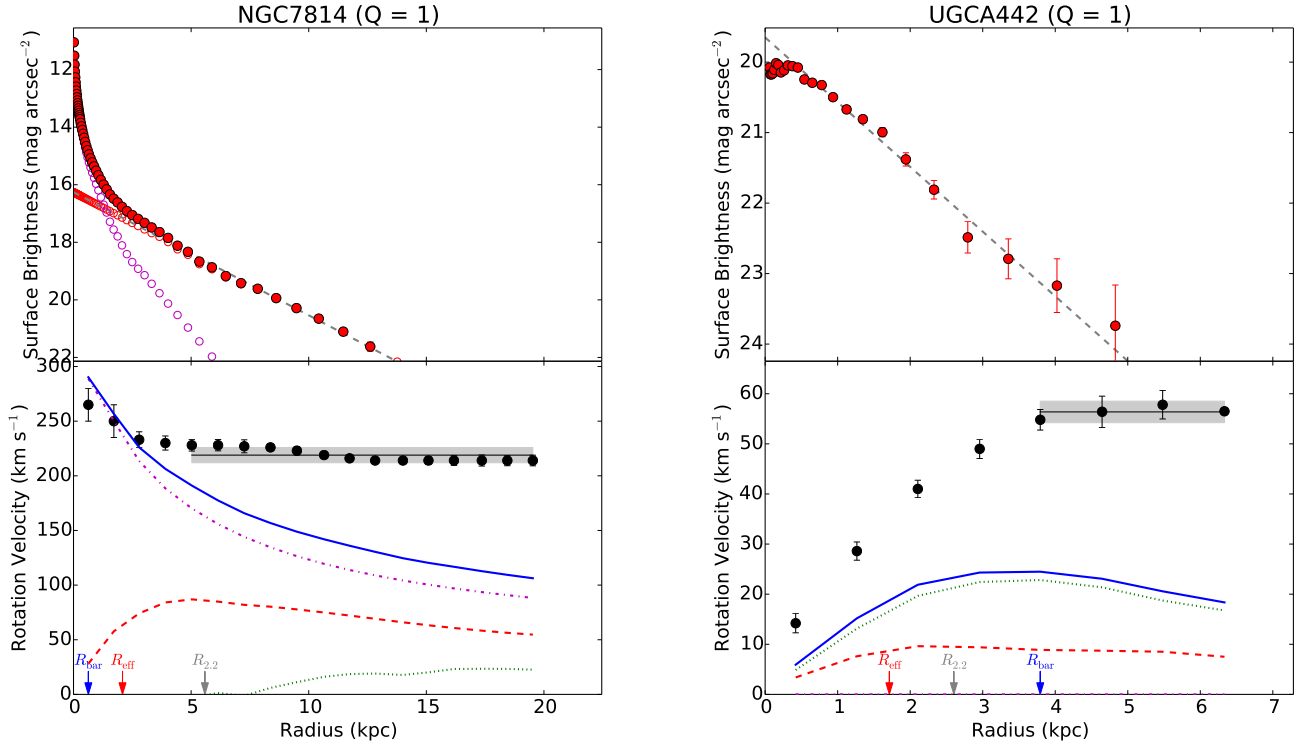 NGC7814 (Q = 1)
Surface Brightness (mag arcsec⁻²)
12
14
16
18
20
22
Rotation Velocity (km s⁻¹)
300
250
200
150
100
50
0
R_bar
R_eff
R_2.2
0
5
10
15
20
Radius (kpc)
UGCA442 (Q = 1)
Surface Brightness (mag arcsec⁻²)
20
21
22
23
24
Rotation Velocity (km s⁻¹)
60
50
40
30
20
10
0
R_eff
R_2.2
R_bar
0
1
2
3
4
5
6
7
Radius (kpc)